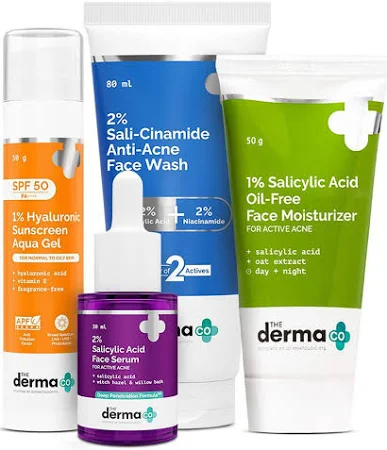 50 g
SPF 50
PA++++
1% Hyaluronic
Sunscreen
Aqua Gel
FOR NORMAL TO OILY SKIN
+ hyaluronic acid
+ vitamin E
+ fragrance-free
APF
THE
derma co
80 ml
2%
Sali-Cinamide
Anti-Acne
Face Wash
2%
+
2%
Niacinamide
of 2 Actives
30 ml
2%
Salicylic Acid
Face Serum
FOR ACTIVE ACNE
+ salicylic acid
+ witch hazel & willow bark
Deep Penetration Formula™
THE
derma co
50 g
1% Salicylic Acid
Oil-Free
Face Moisturizer
FOR ACTIVE ACNE
+ salicylic acid
+ oat extract
day + night
THE
derma co